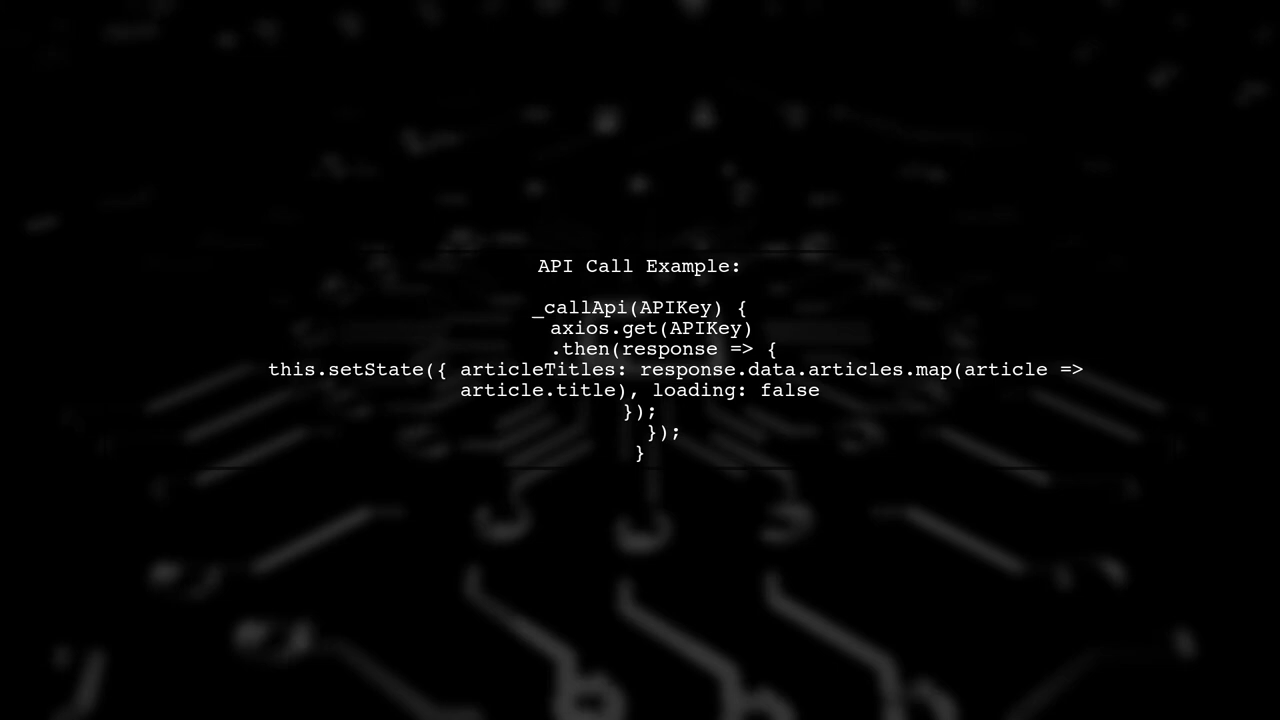 API Call Example:
_callApi(APIKey) {
axios.get(APIKey)
.then(response => {
this.setState({ articleTitles: response.data.articles.map(article =>
article.title), loading: false
});
});
}